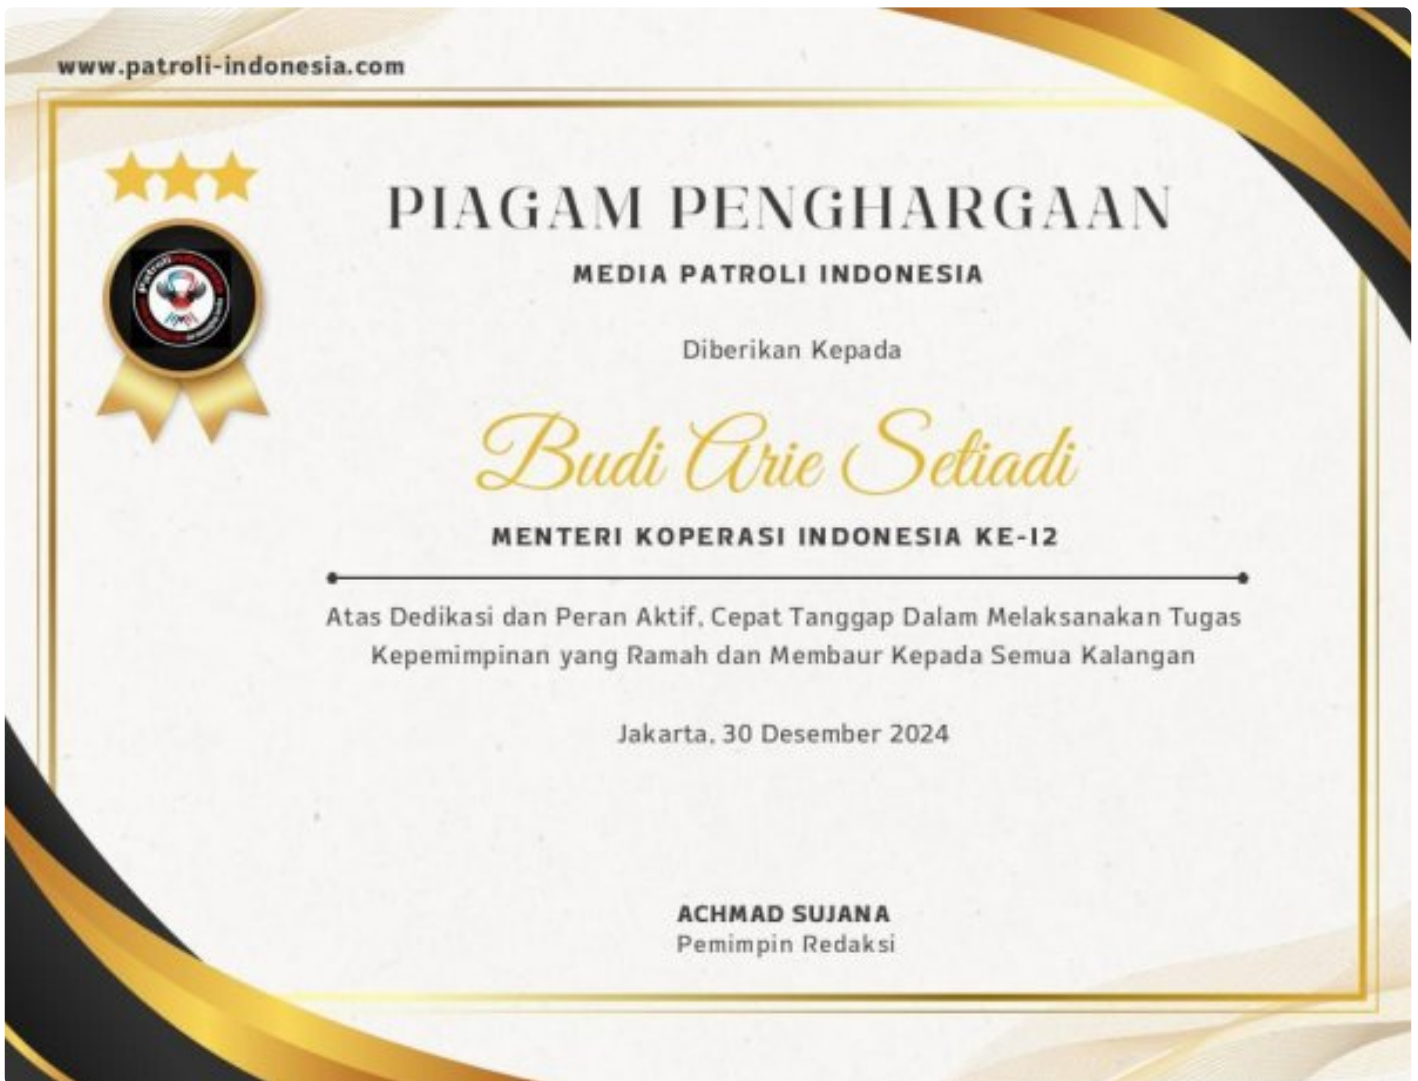 www.patroli-indonesia.com
PIAGAM PENGHARGAAN
MEDIA PATROLI INDONESIA
Diberikan Kepada
Budi Arie Setiadi
MENTERI KOPERASI INDONESIA KE-12
Atas Dedikasi dan Peran Aktif, Cepat Tanggap Dalam Melaksanakan Tugas
Kepemimpinan yang Ramah dan Membaur Kepada Semua Kalangan
Jakarta, 30 Desember 2024
ACHMAD SUJANA
Pemimpin Redaksi